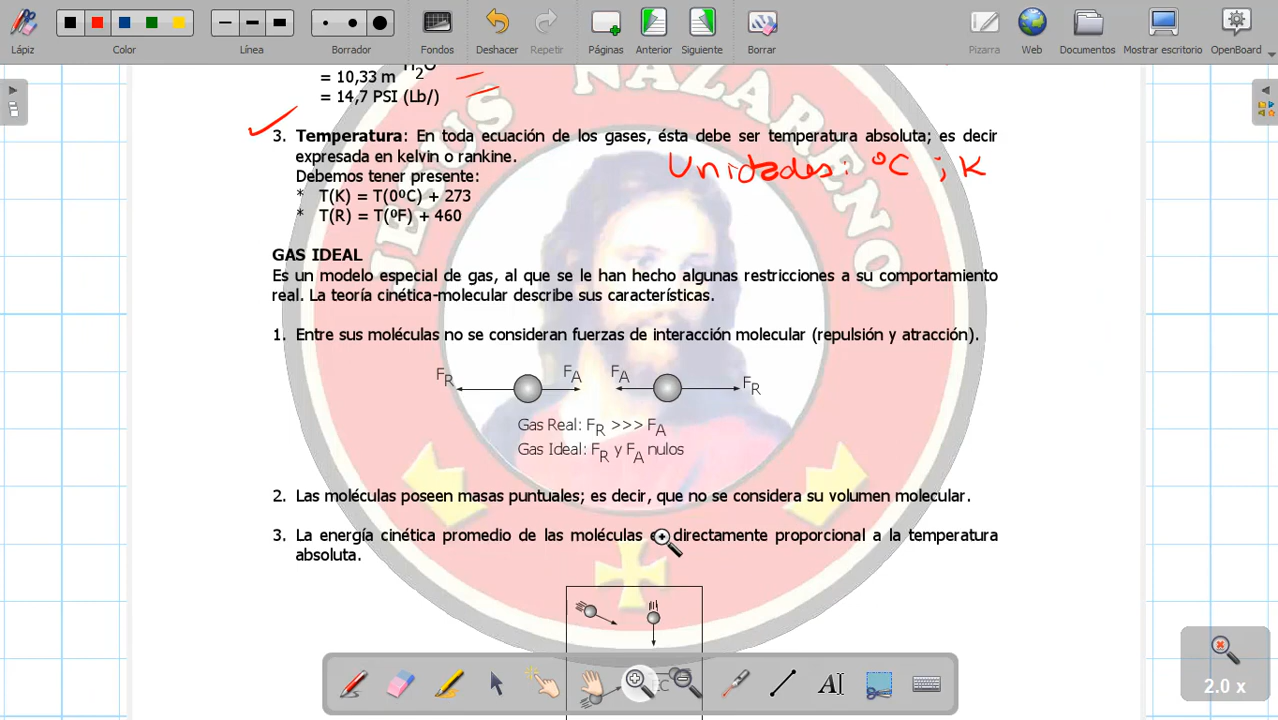 Lápiz
Color
Línea
Borrador
Fondos
Deshacer
Repetir
Páginas
Anterior
Siguiente
Borrar
Pizarra
Web
Documentos
Mostrar escritorio
OpenBoard
JESUS NAZARENO
= 10,33 m H2O
= 14,7 PSI (Lb/)
3. Temperatura: En toda ecuación de los gases, ésta debe ser temperatura absoluta; es decir
expresada en kelvin o rankine.
Unidades: °C ; K
Debemos tener presente:
* T(K) = T(0ºC) + 273
* T(R) = T(ºF) + 460
GAS IDEAL
Es un modelo especial de gas, al que se le han hecho algunas restricciones a su comportamiento
real. La teoría cinética-molecular describe sus características.
1. Entre sus moléculas no se consideran fuerzas de interacción molecular (repulsión y atracción).
FR FA FA FR
Gas Real: FR >>> FA
Gas Ideal: FR y FA nulos
2. Las moléculas poseen masas puntuales; es decir, que no se considera su volumen molecular.
3. La energía cinética promedio de las moléculas es directamente proporcional a la temperatura
absoluta.
2.0 x